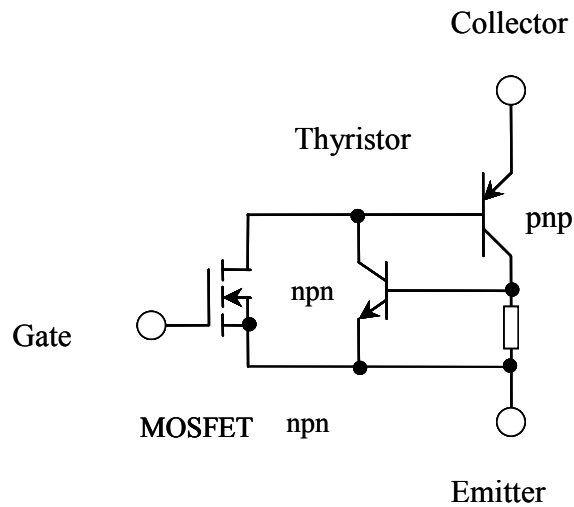 Collector
Thyristor
pnp
npn
Gate
MOSFET npn
Emitter